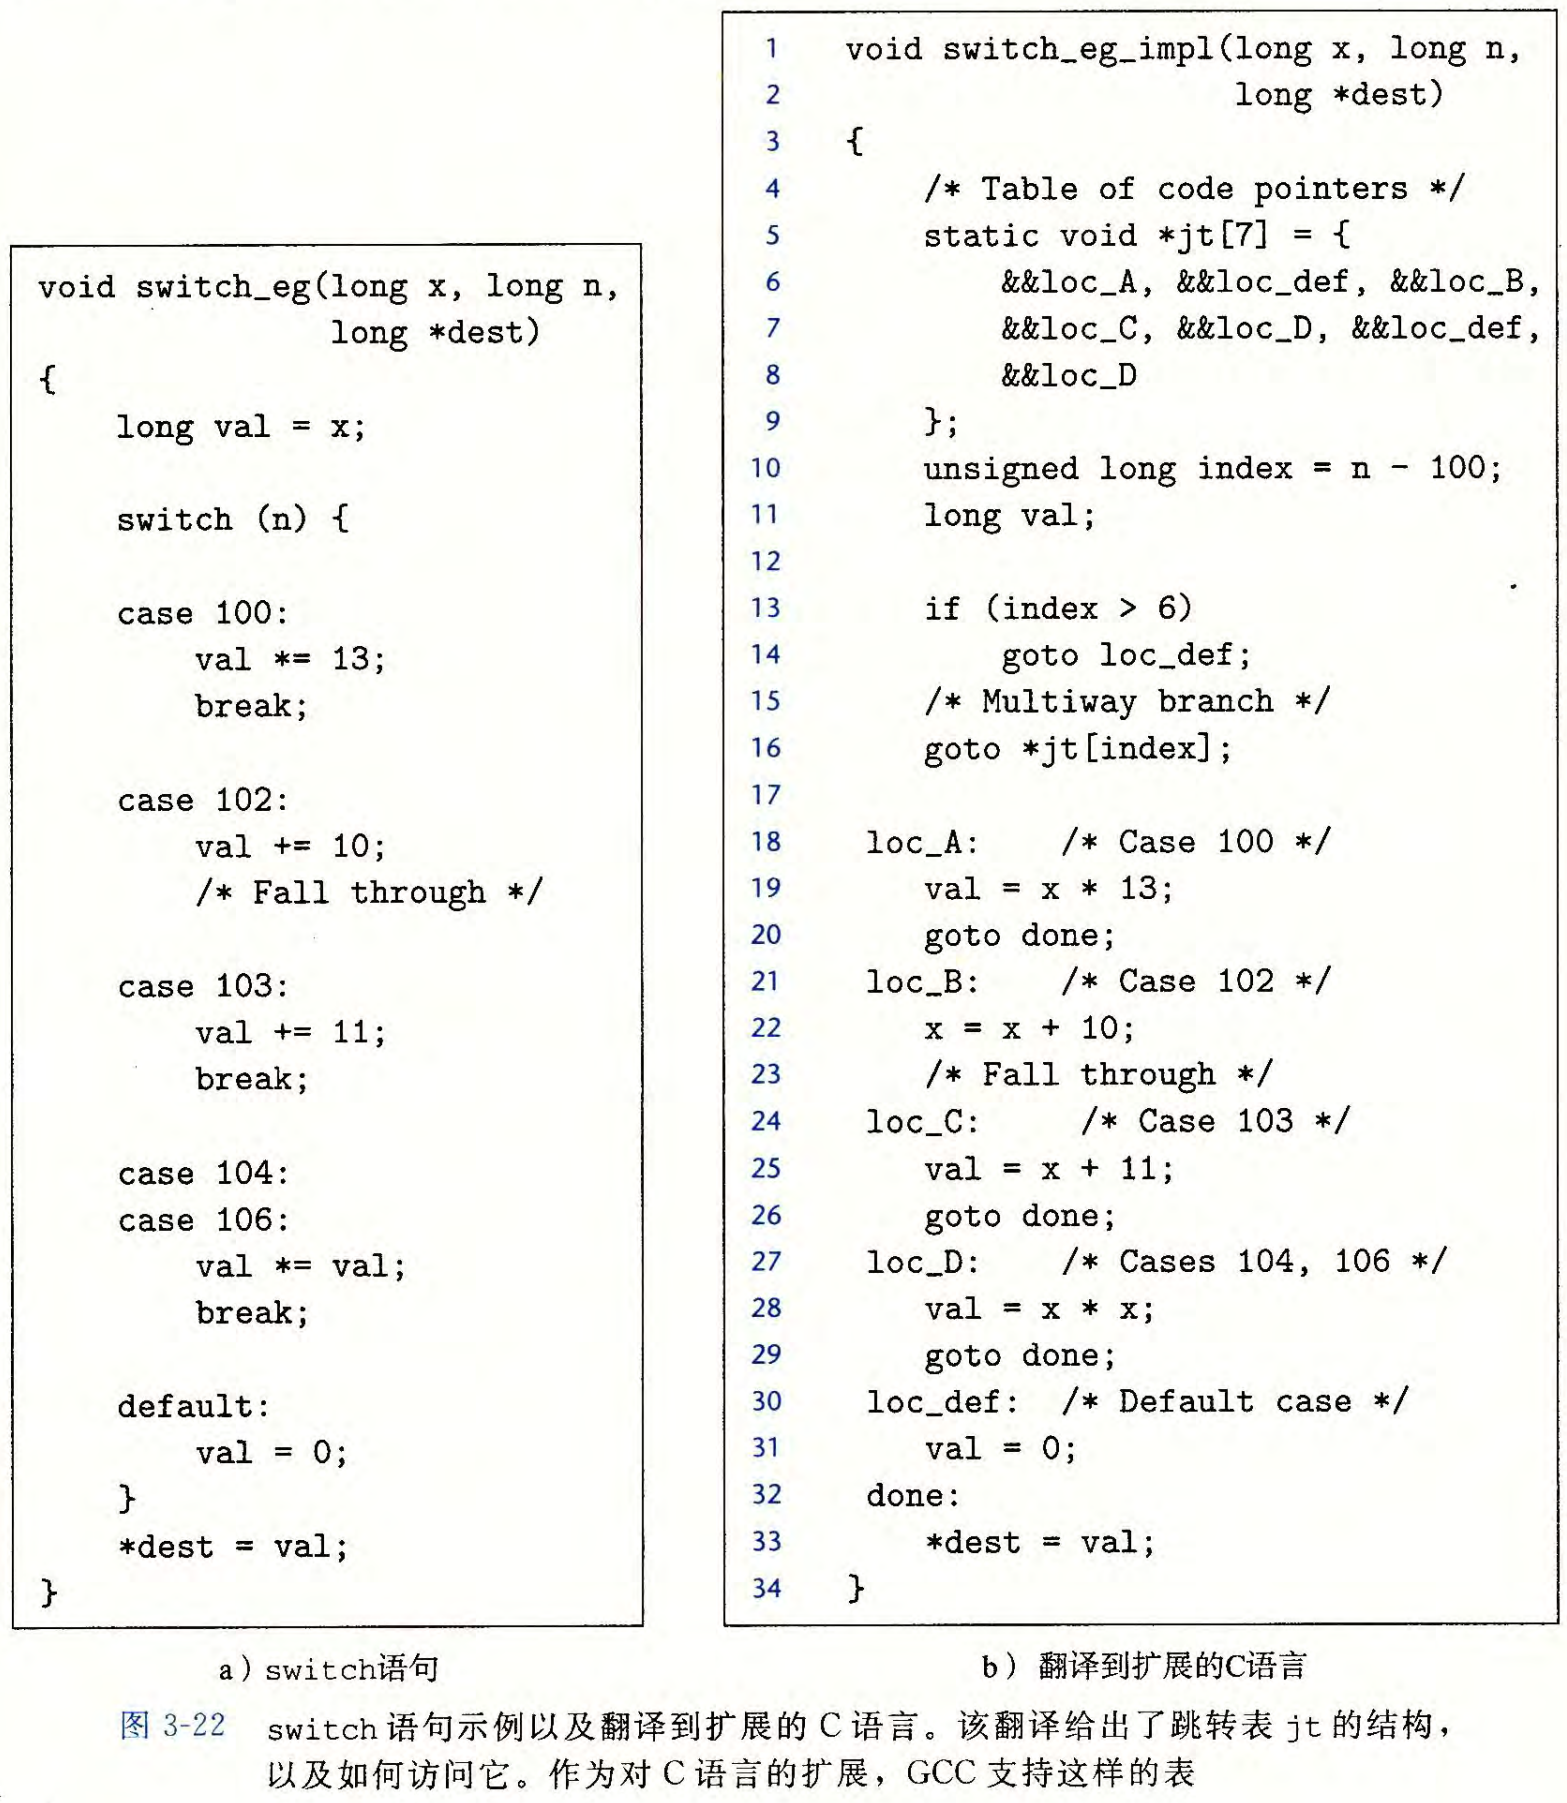 void switch_eg(long x, long n,
               long *dest)
{
    long val = x;

    switch (n) {

    case 100:
        val *= 13;
        break;

    case 102:
        val += 10;
        /* Fall through */

    case 103:
        val += 11;
        break;

    case 104:
    case 106:
        val *= val;
        break;

    default:
        val = 0;
    }
    *dest = val;
}
a) switch语句
1 void switch_eg_impl(long x, long n,
2                     long *dest)
3 {
4     /* Table of code pointers */
5     static void *jt[7] = {
6         &&loc_A, &&loc_def, &&loc_B,
7         &&loc_C, &&loc_D, &&loc_def,
8         &&loc_D
9     };
10     unsigned long index = n - 100;
11     long val;
12
13     if (index > 6)
14         goto loc_def;
15     /* Multiway branch */
16     goto *jt[index];
17
18  loc_A:    /* Case 100 */
19     val = x * 13;
20     goto done;
21  loc_B:    /* Case 102 */
22     x = x + 10;
23     /* Fall through */
24  loc_C:     /* Case 103 */
25     val = x + 11;
26     goto done;
27  loc_D:    /* Cases 104, 106 */
28     val = x * x;
29     goto done;
30  loc_def:  /* Default case */
31     val = 0;
32  done:
33     *dest = val;
34 }
b) 翻译到扩展的C语言
图 3-22 switch 语句示例以及翻译到扩展的 C 语言。该翻译给出了跳转表 jt 的结构，
以及如何访问它。作为对 C 语言的扩展，GCC 支持这样的表